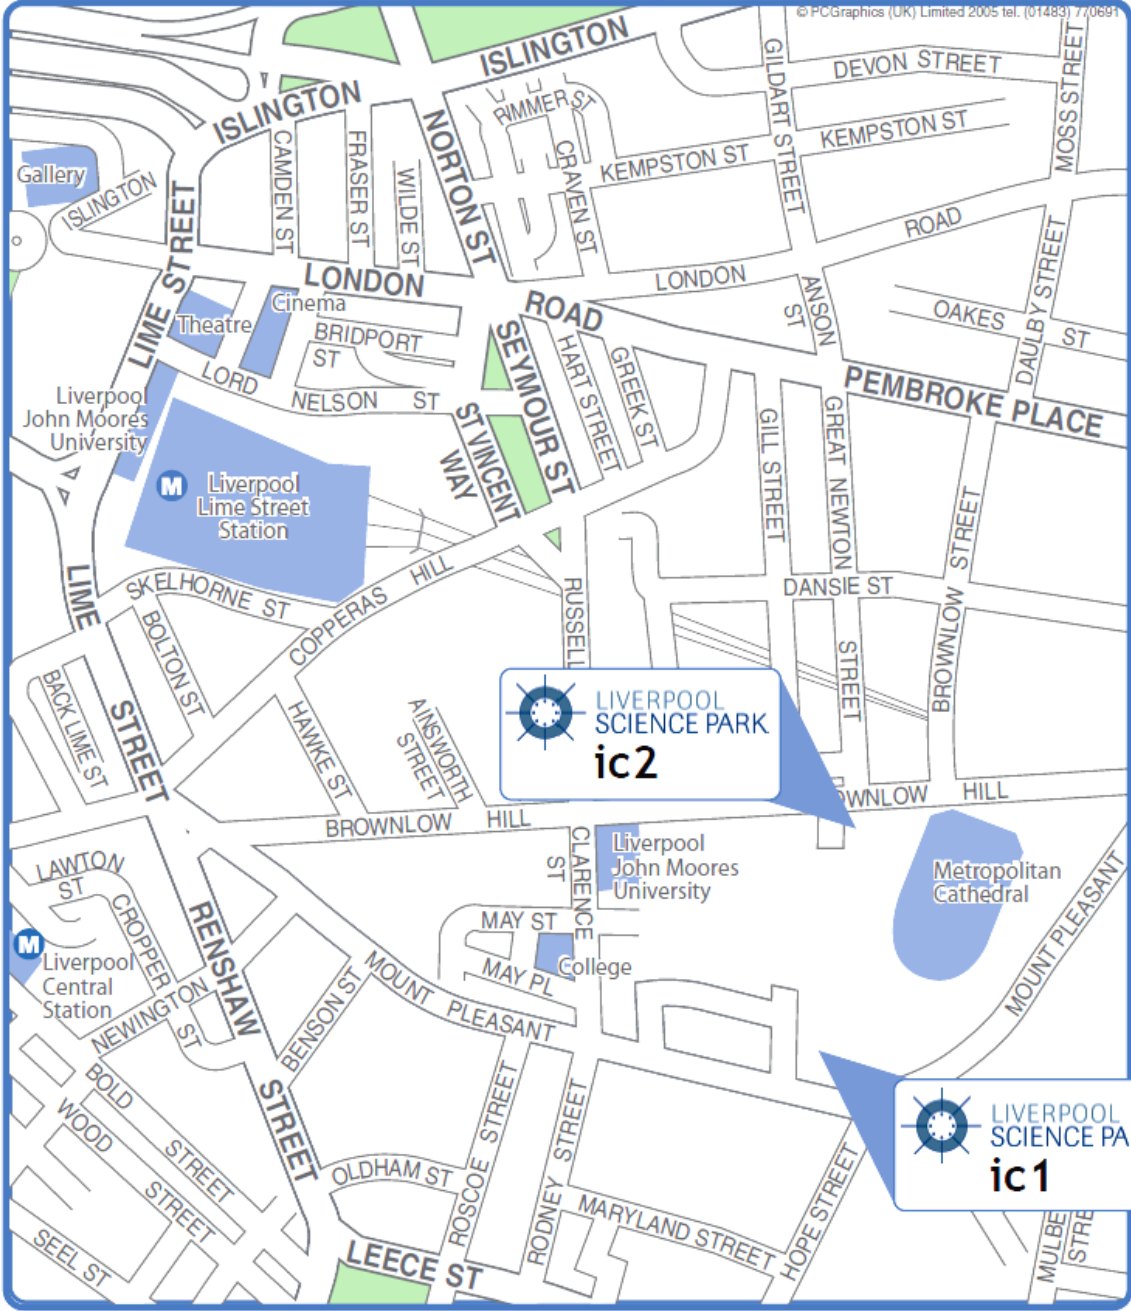 © PCGraphics (UK) Limited 2005 tel. (01483) 770691
ISLINGTON
DEVON STREET
GILDART STREET
MOSS STREET
ISLINGTON
RIMMER ST
KEMPSTON ST
NORTON ST
CAMDEN ST
FRASER ST
WILDE ST
CRAVEN ST
KEMPSTON ST
Gallery
ISLINGTON
LIME STREET
ROAD
LONDON
LONDON
ROAD
ANSON
ST
DAULBY STREET
OAKES
ST
Cinema
Theatre
BRIDPORT
ST
LORD
NELSON
ST
SEYMOUR ST
HART STREET
GREEK ST
PEMBROKE PLACE
Liverpool
John Moores
University
ST VINCENT
WAY
GILL STREET
GREAT NEWTON
STREET
M
Liverpool
Lime Street
Station
BROWNLOW STREET
DANSIE ST
LIME
STREET
SKELHORNE ST
COPPERAS HILL
RUSSELL
BOLTON ST
BACK LIME ST
HAWKE ST
AINSWORTH
STREET
LIVERPOOL
SCIENCE PARK
ic2
BROWNLOW HILL
WNLOW HILL
LAWTON
ST
CROPPER
ST
RENSHAW
STREET
CLARENCE
ST
Liverpool
John Moores
University
Metropolitan
Cathedral
MAY ST
College
MAY PL
MOUNT PLEASANT
MOUNT PLEASANT
M
Liverpool
Central
Station
NEWINGTON
BENSON ST
BOLD
STREET
WOOD
STREET
SEEL ST
OLDHAM ST
ROSCOE STREET
RODNEY STREET
MARYLAND STREET
HOPE STREET
LEECE ST
LIVERPOOL
SCIENCE PA
ic1
MULBE
STRE